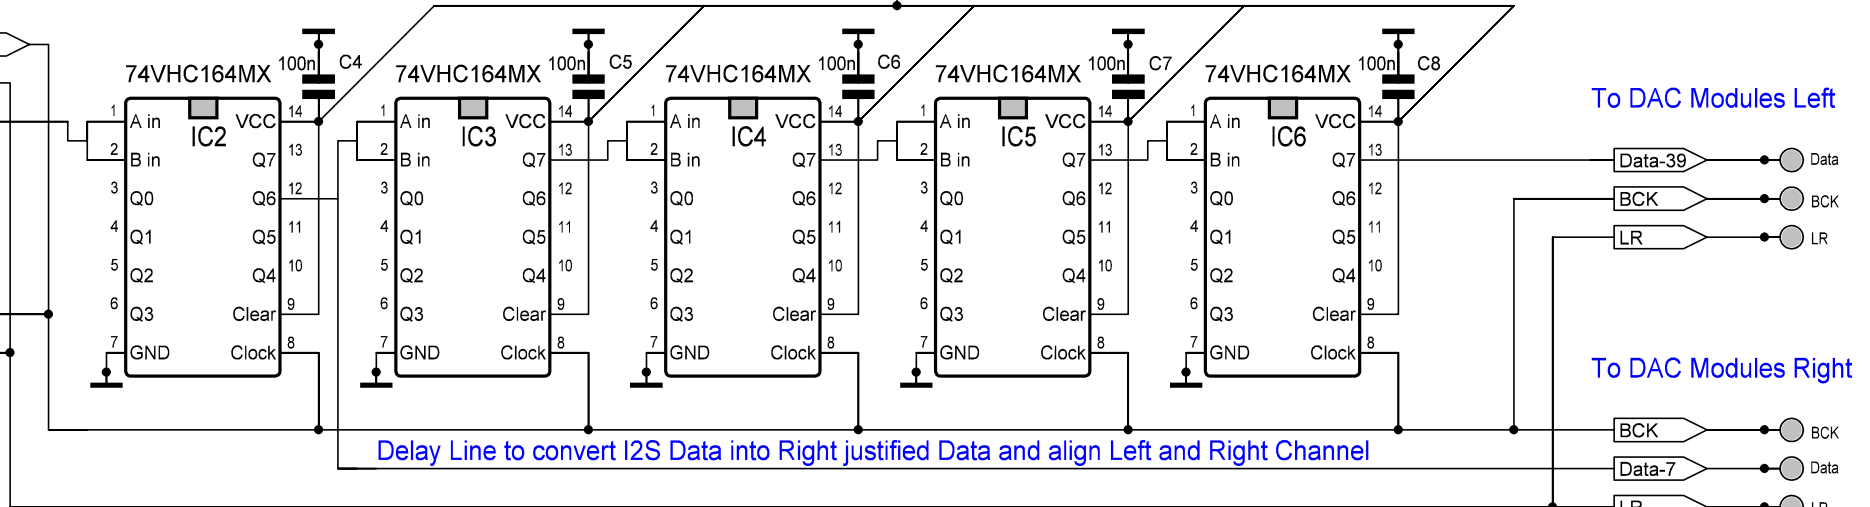 100n C4 100n C5 100n C6 100n C7 100n C8
74VHC164MX 74VHC164MX 74VHC164MX 74VHC164MX 74VHC164MX
To DAC Modules Left
1 A in VCC 14 1 A in VCC 14 1 A in VCC 14 1 A in VCC 14 1 A in VCC 14
IC2 IC3 IC4 IC5 IC6
2 B in Q7 13 2 B in Q7 13 2 B in Q7 13 2 B in Q7 13 2 B in Q7 13 Data-39 Data
3 Q0 Q6 12 3 Q0 Q6 12 3 Q0 Q6 12 3 Q0 Q6 12 3 Q0 Q6 12 BCK BCK
4 Q1 Q5 11 4 Q1 Q5 11 4 Q1 Q5 11 4 Q1 Q5 11 4 Q1 Q5 11 LR LR
5 Q2 Q4 10 5 Q2 Q4 10 5 Q2 Q4 10 5 Q2 Q4 10 5 Q2 Q4 10
6 Q3 Clear 9 6 Q3 Clear 9 6 Q3 Clear 9 6 Q3 Clear 9 6 Q3 Clear 9
7 GND Clock 8 7 GND Clock 8 7 GND Clock 8 7 GND Clock 8 7 GND Clock 8
To DAC Modules Right
BCK BCK
Delay Line to convert I2S Data into Right justified Data and align Left and Right Channel
Data-7 Data
LR LR